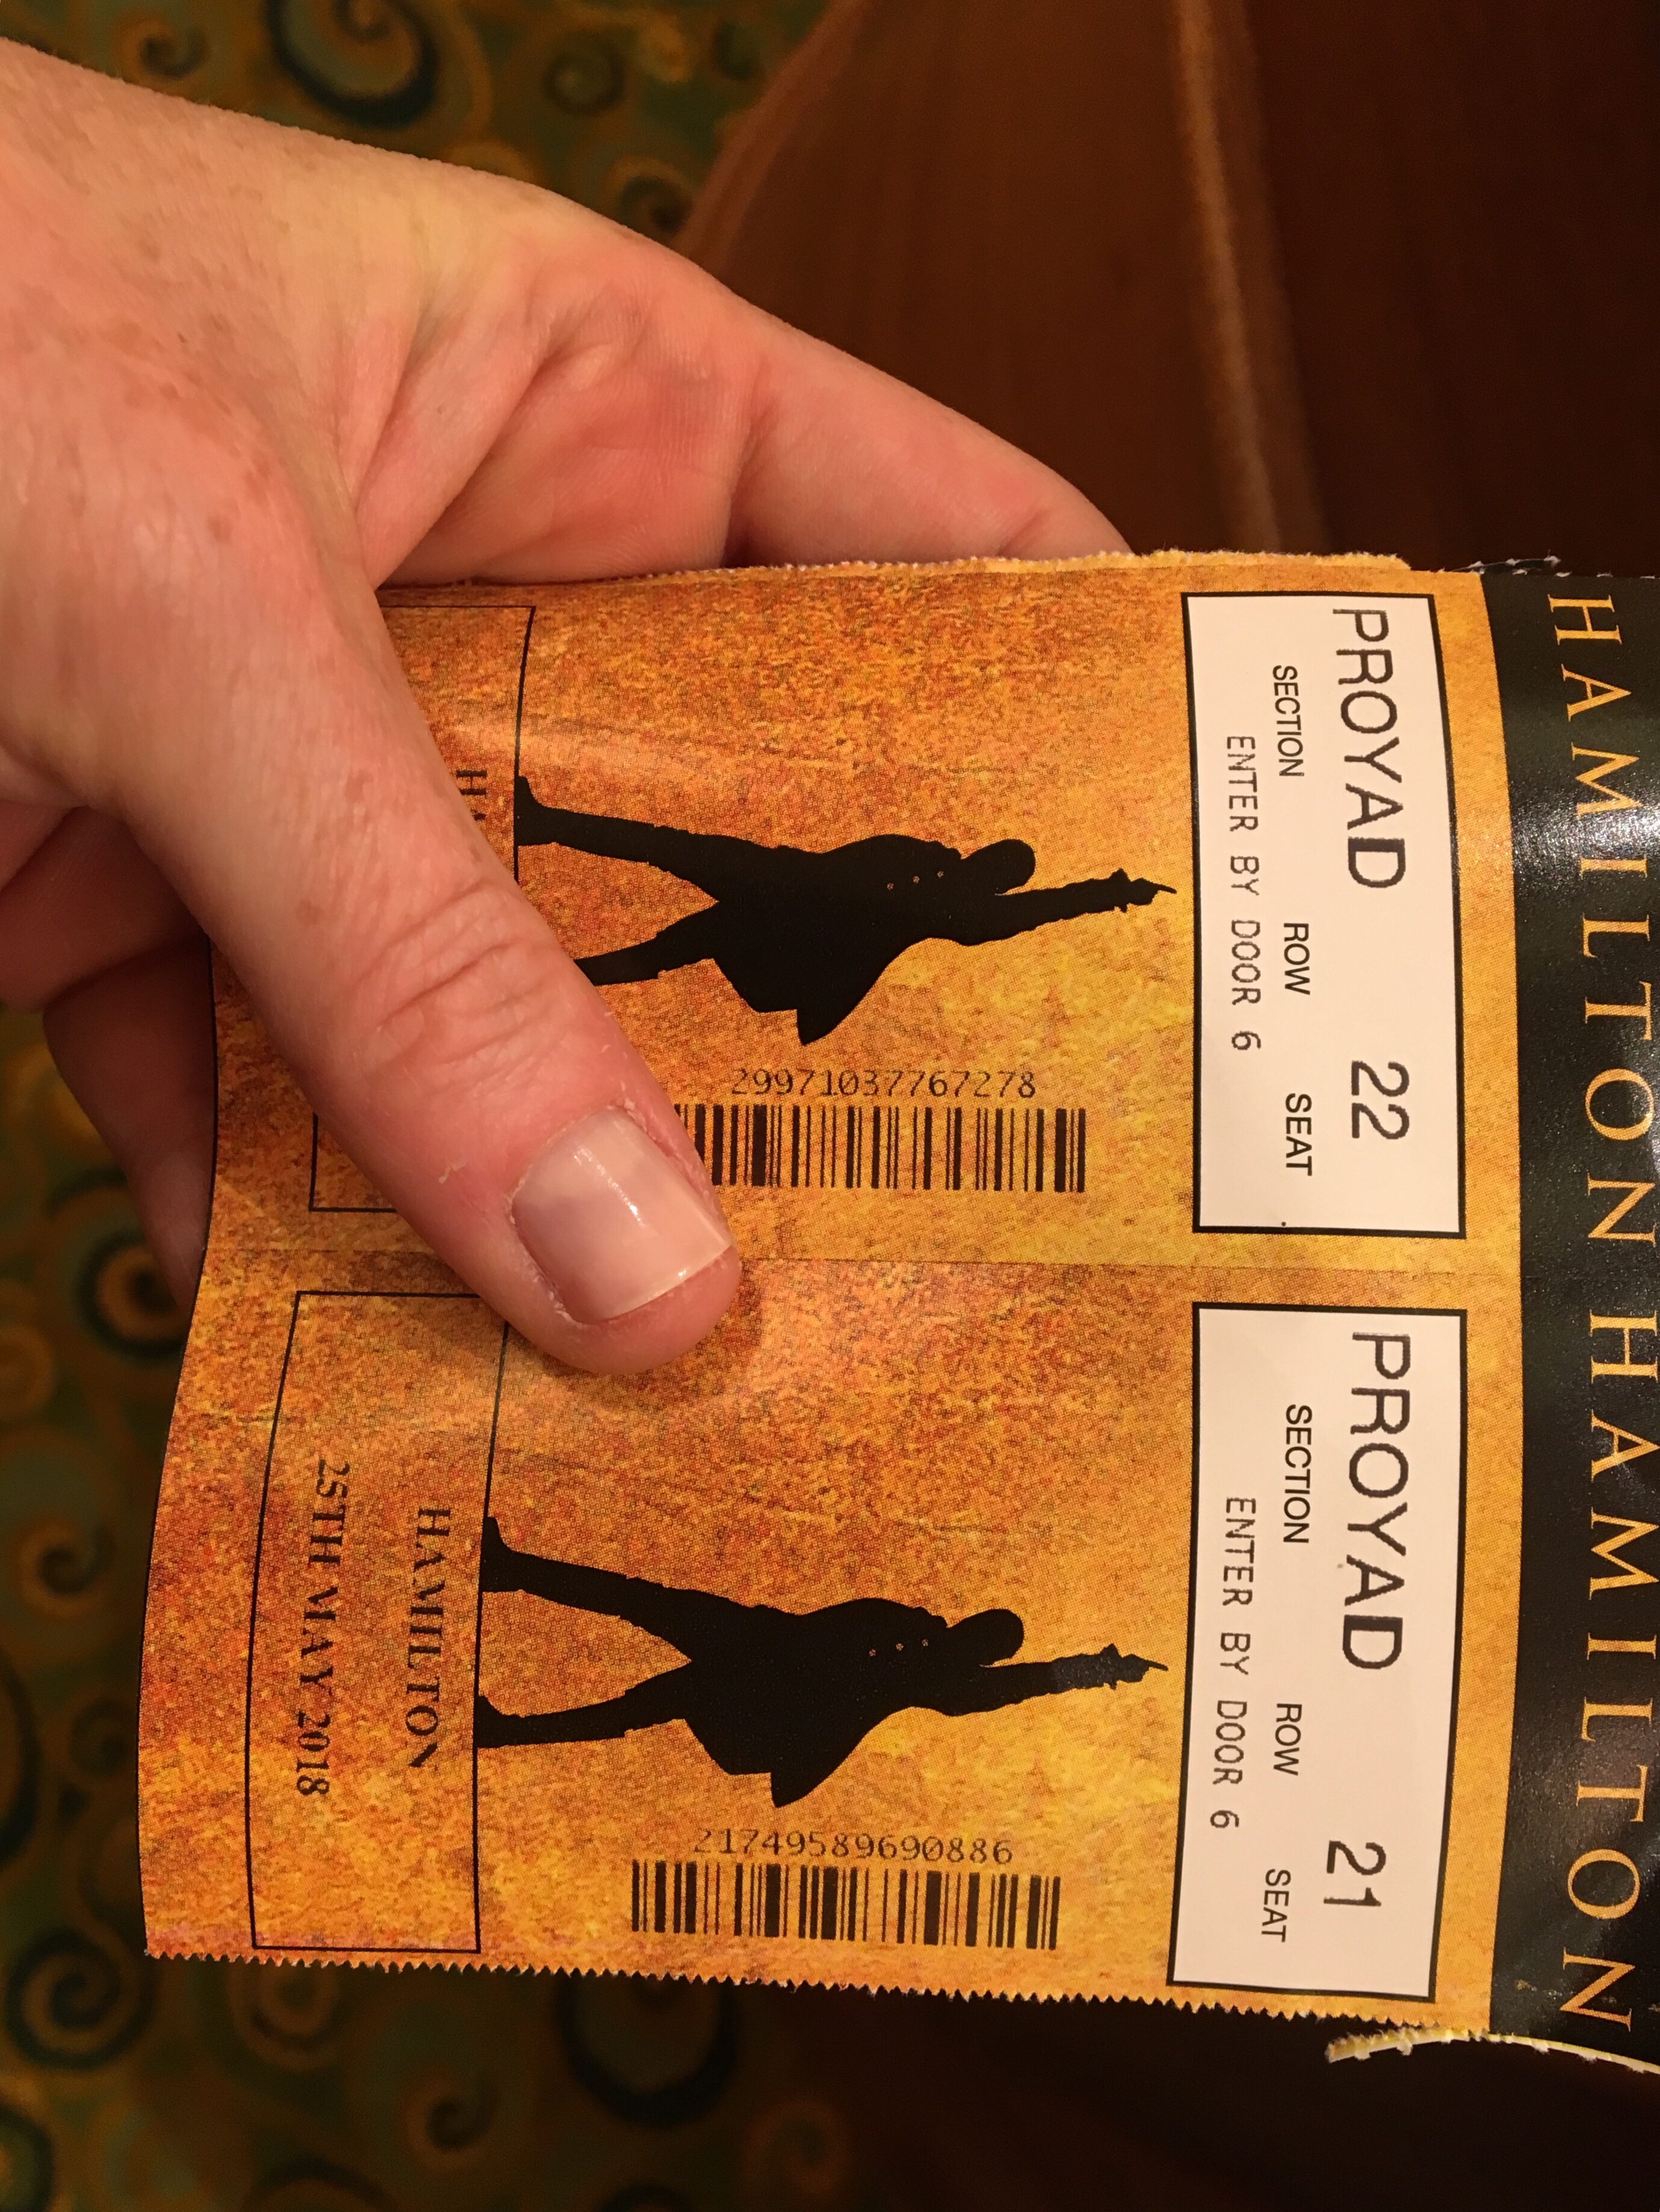 HAMILTON
PROYAD 22
SECTION ROW SEAT
ENTER BY DOOR 6
29971037767278
HAMILTON
PROYAD 21
SECTION ROW SEAT
ENTER BY DOOR 6
21749589690886
HAMILTON
25TH MAY 2018